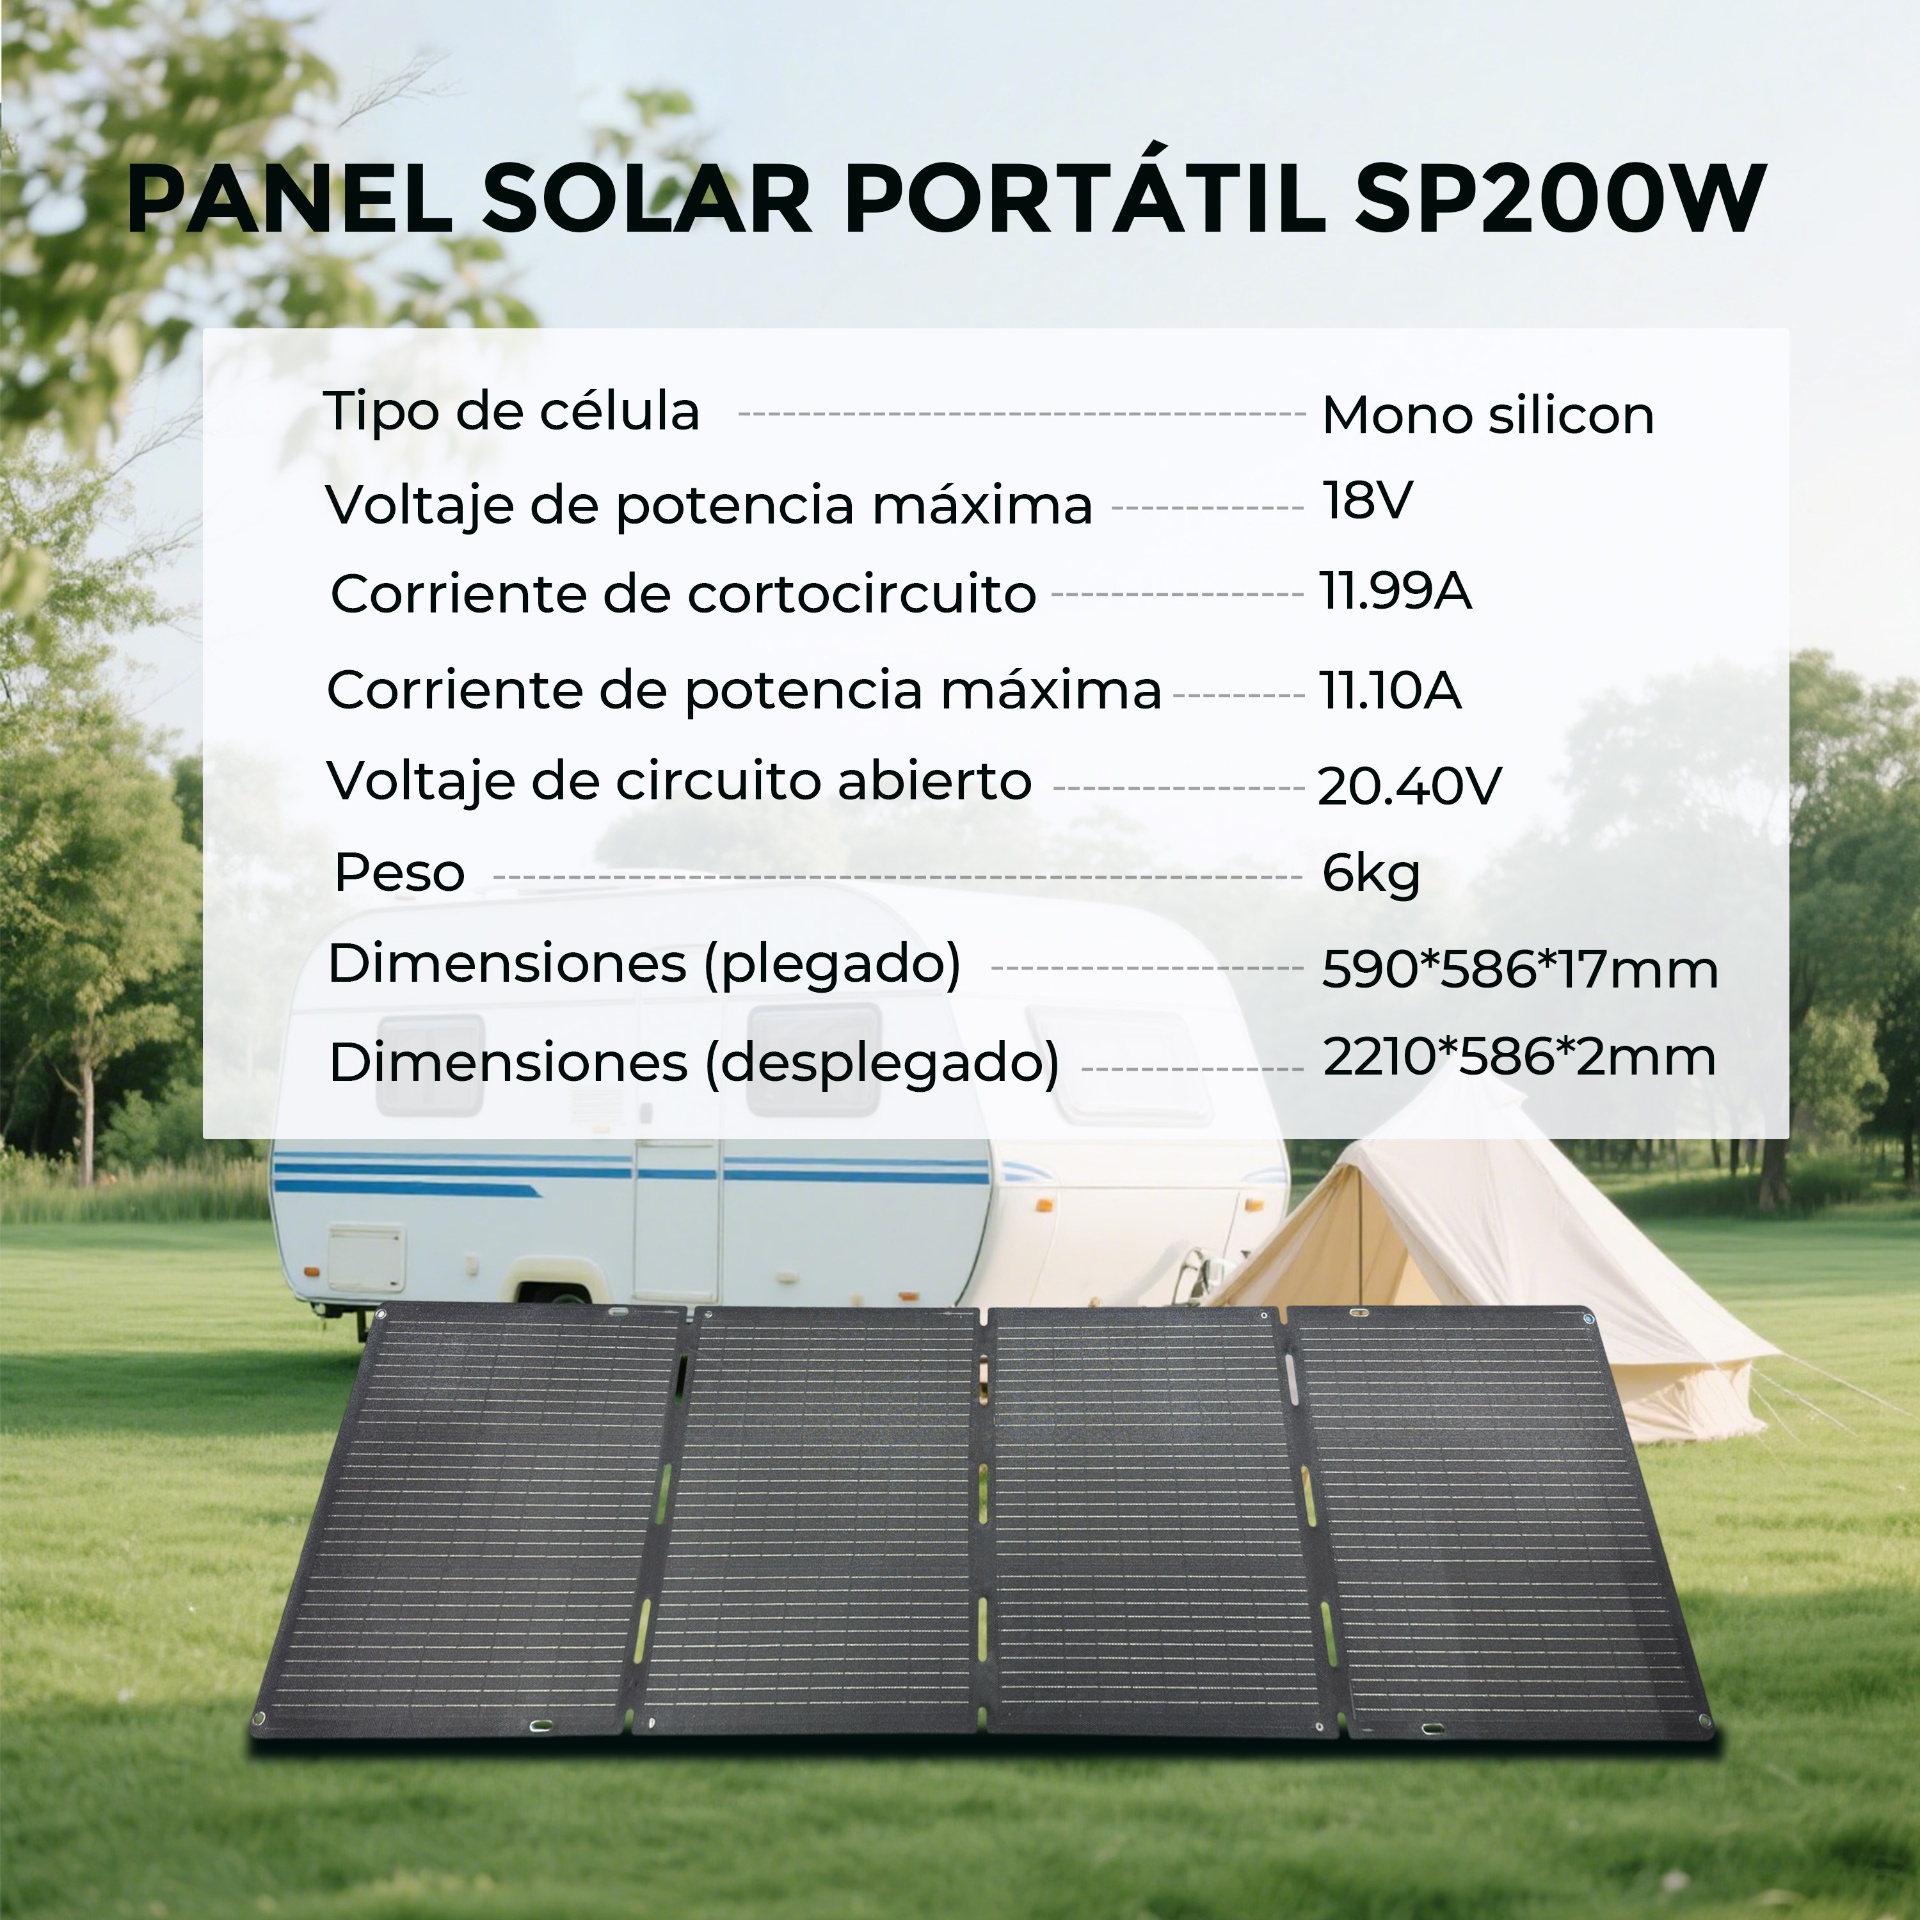 PANEL SOLAR PORTÁTIL SP200W
Tipo de célula Mono silicon
Voltaje de potencia máxima 18V
Corriente de cortocircuito 11.99A
Corriente de potencia máxima 11.10A
Voltaje de circuito abierto 20.40V
Peso 6kg
Dimensiones (plegado) 590*586*17mm
Dimensiones (desplegado) 2210*586*2mm